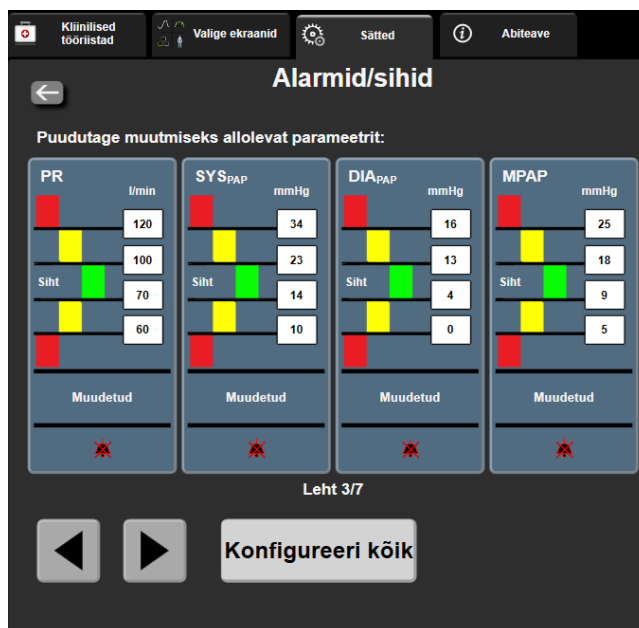 Kliinilised
tööriistad
Valige ekraanid
Sätted
Abiteave
Alarmid/sihid
Puudutage muutmiseks allolevat parameetrit:
PR
l/min
120
100
Siht
70
60
Muudetud
SYSPAP
mmHg
34
23
Siht
14
10
Muudetud
DIAPAP
mmHg
16
13
Siht
4
0
Muudetud
MPAP
mmHg
25
18
Siht
9
5
Muudetud
Leht 3/7
Konfigureeri kõik